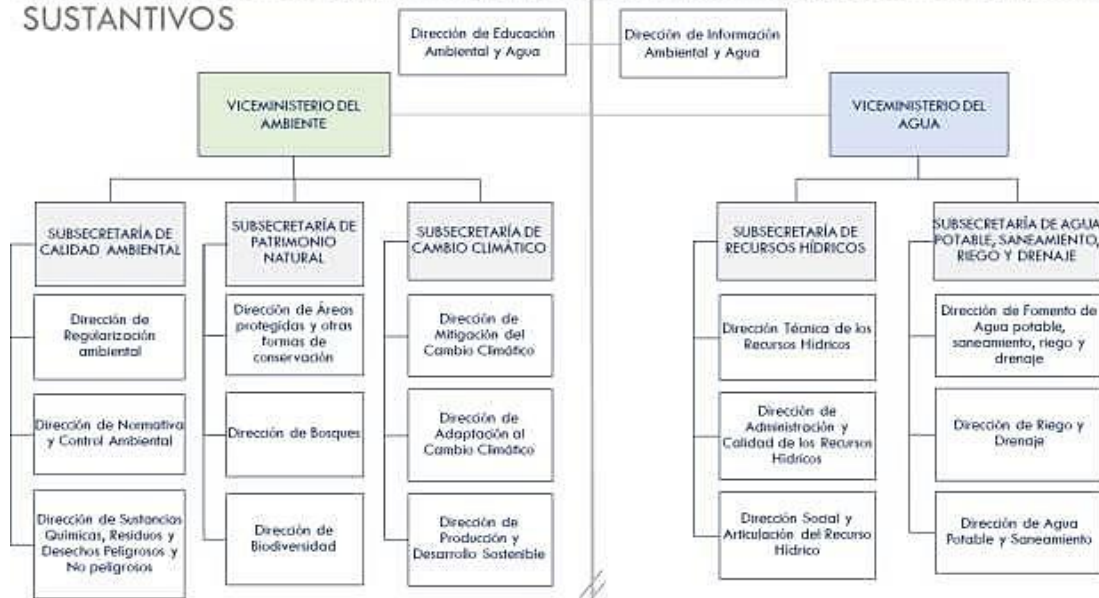 SUSTANTIVOS
Dirección de Educación
Ambiental y Agua
Dirección de Información
Ambiental y Agua
VICEMINISTERIO DEL
AMBIENTE
VICEMINISTERIO DEL
AGUA
SUBSECRETARÍA DE
CALIDAD AMBIENTAL
SUBSECRETARÍA DE
PATRIMONIO
NATURAL
SUBSECRETARÍA DE
CAMBIO CLIMÁTICO
SUBSECRETARÍA DE
RECURSOS HÍDRICOS
SUBSECRETARÍA DE AGUA
POTABLE, SANEAMIENTO,
RIEGO Y DRENAJE
Dirección de
Regularización
ambiental
Dirección de Áreas
protegidas y otras
formas de
conservación
Dirección de
Mitigación del
Cambio Climático
Dirección Técnica de los
Recursos Hídricos
Dirección de Fomento de
Agua potable,
saneamiento, riego y
drenaje
Dirección de Normativa
y Control Ambiental
Dirección de Bosques
Dirección de
Adaptación al
Cambio Climático
Dirección de
Administración y
Calidad de los Recursos
Hídricos
Dirección de Riego y
Drenaje
Dirección de Sustancias
Químicas, Residuos y
Desechos Peligrosos y
No peligrosos
Dirección de
Biodiversidad
Dirección de
Producción y
Desarrollo Sostenible
Dirección Social y
Articulación del Recurso
Hídrico
Dirección de Agua
Potable y Saneamiento